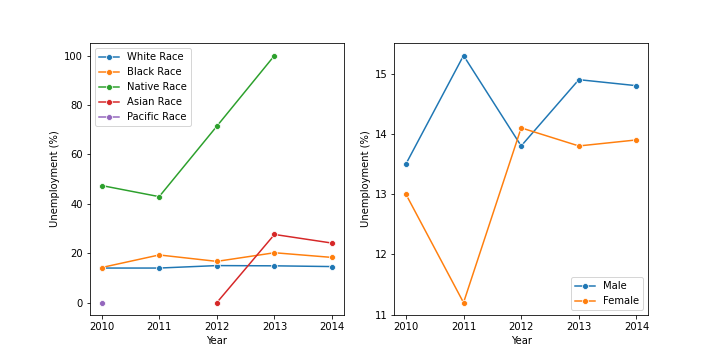 Unemployment (%)
100
80
60
40
20
0
White Race
Black Race
Native Race
Asian Race
Pacific Race
2010 2011 2012 2013 2014
Year
Unemployment (%)
15
14
13
12
11
Male
Female
2010 2011 2012 2013 2014
Year